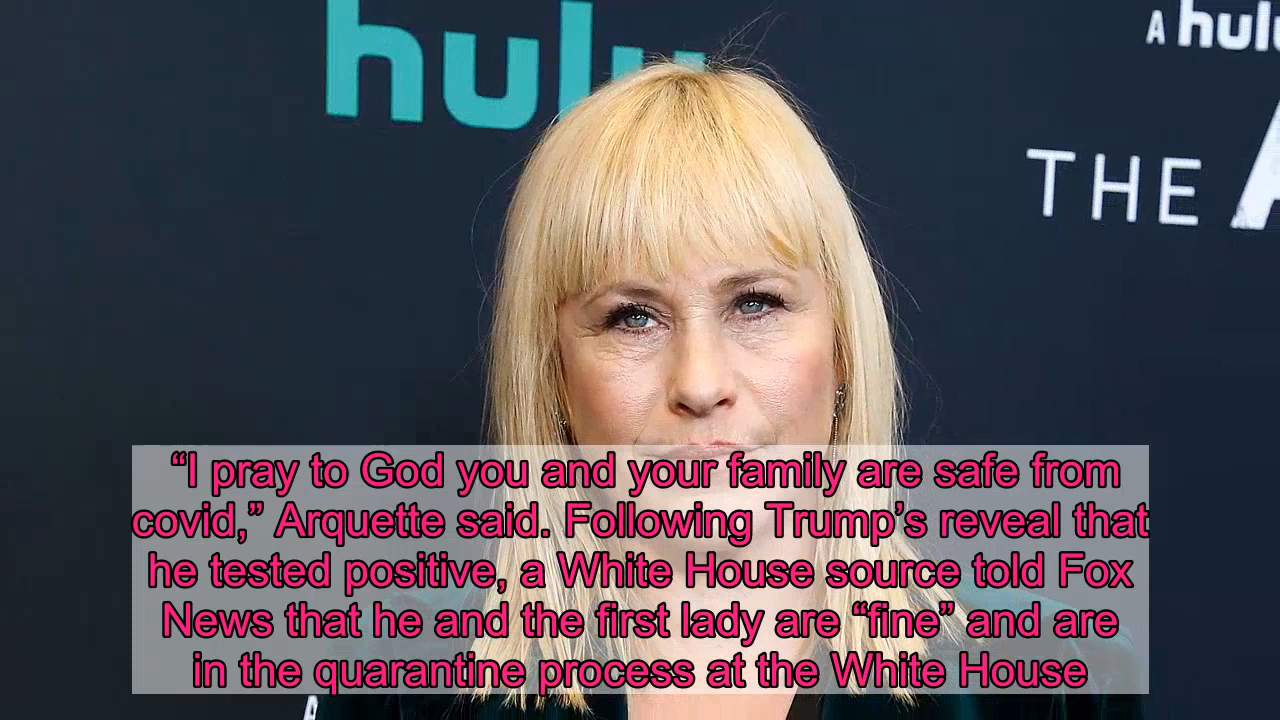 hulu
A hulu
THE A
“I pray to God you and your family are safe from
covid,” Arquette said. Following Trump’s reveal that
he tested positive, a White House source told Fox
News that he and the first lady are “fine” and are
in the quarantine process at the White House
A